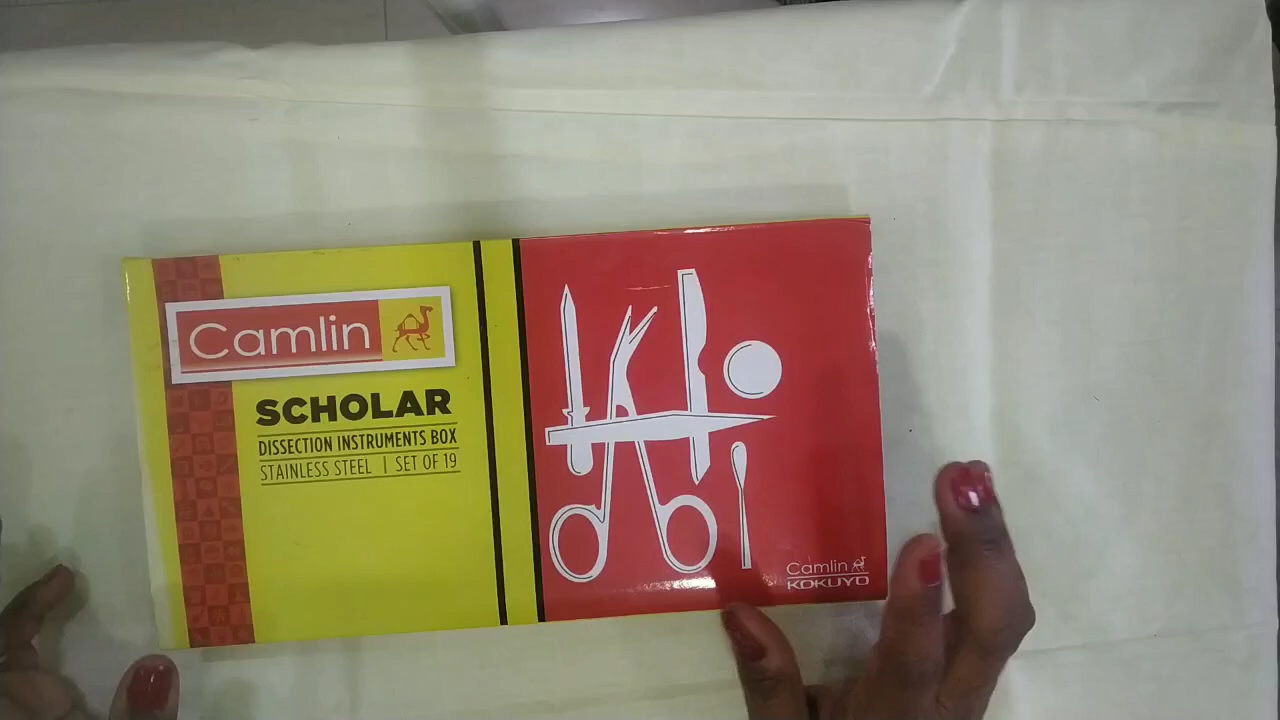 Camlin
SCHOLAR
DISSECTION INSTRUMENTS BOX
STAINLESS STEEL | SET OF 19
Camlin
KOKUYO